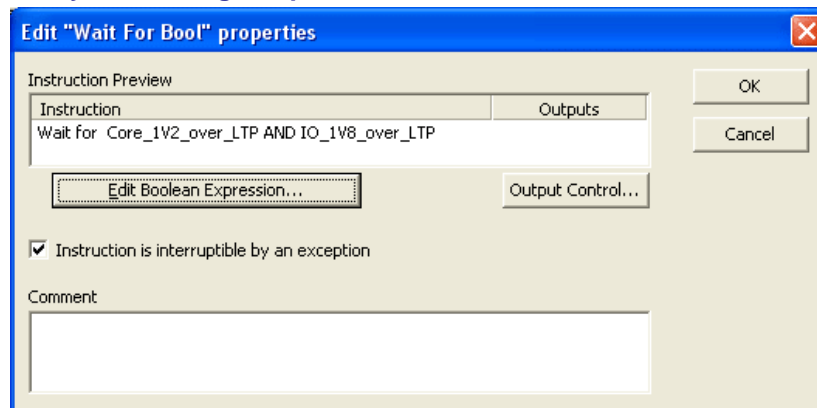 Edit "Wait For Bool" properties
Instruction Preview
Instruction Outputs
Wait for Core_1V2_over_LTP AND IO_1V8_over_LTP
Edit Boolean Expression...
Output Control...
OK
Cancel
Instruction is interruptible by an exception
Comment